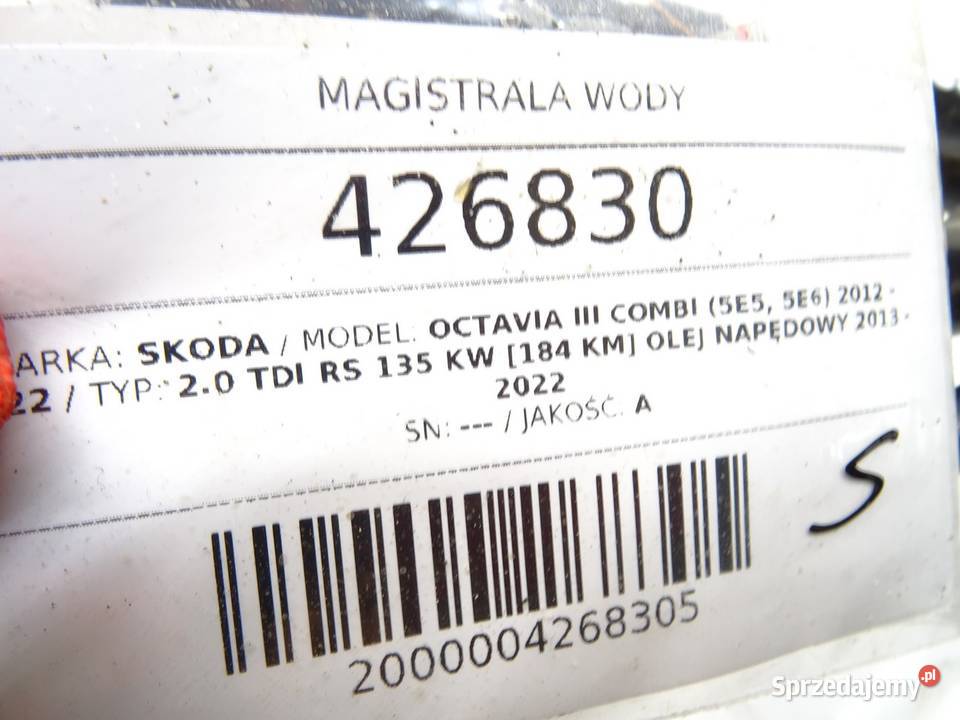 MAGISTRALA WODY
426830
ARKA: SKODA / MODEL: OCTAVIA III COMBI (5E5, 5E6) 2012 -
22 / TYP: 2.0 TDI RS 135 KW [184 KM] OLEJ NAPĘDOWY 2013 -
2022
SN: --- / JAKOŚĆ: A
S
2000004268305
Sprzedajemy.pl